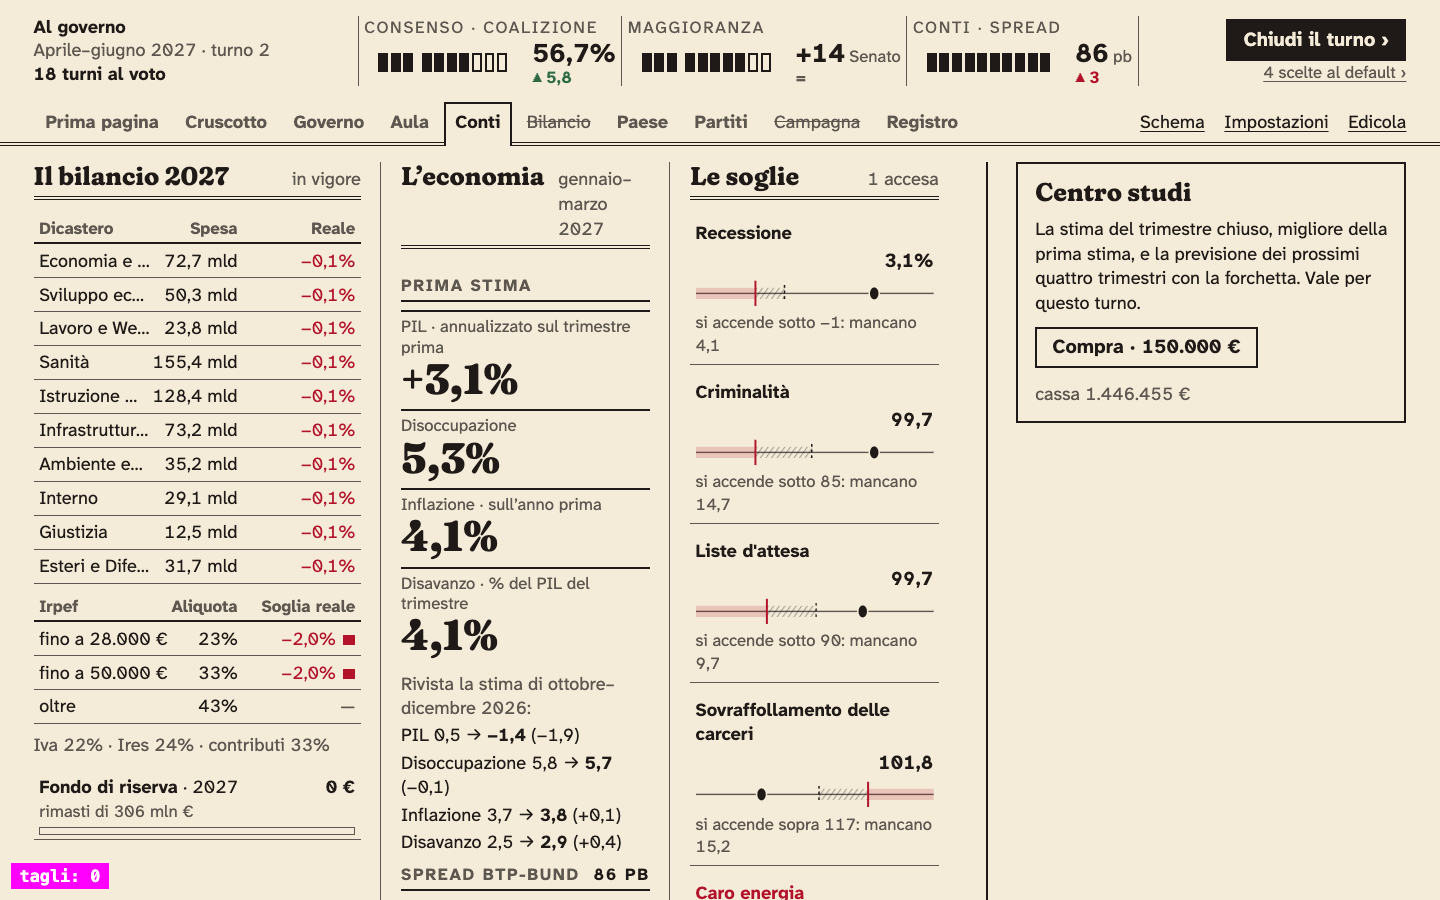 Al governo
Aprile–giugno 2027 · turno 2
18 turni al voto
CONSENSO · COALIZIONE
56,7%
▲ 5,8
MAGGIORANZA
+14 Senato
=
CONTI · SPREAD
86 pb
▲ 3
Chiudi il turno ›
4 scelte al default ›
Prima pagina Cruscotto Governo Aula Conti Bilancio Paese Partiti Campagna Registro Schema Impostazioni Edicola
Il bilancio 2027 in vigore
Dicastero Spesa Reale
Economia e ... 72,7 mld −0,1%
Sviluppo ec... 50,3 mld −0,1%
Lavoro e We... 23,8 mld −0,1%
Sanità 155,4 mld −0,1%
Istruzione ... 128,4 mld −0,1%
Infrastruttur... 73,2 mld −0,1%
Ambiente e... 35,2 mld −0,1%
Interno 29,1 mld −0,1%
Giustizia 12,5 mld −0,1%
Esteri e Dife... 31,7 mld −0,1%
Irpef Aliquota Soglia reale
fino a 28.000 € 23% −2,0%
fino a 50.000 € 33% −2,0%
oltre 43% —
Iva 22% · Ires 24% · contributi 33%
Fondo di riserva · 2027 0 €
rimasti di 306 mln €
tagli: 0
L’economia gennaio–
marzo
2027
PRIMA STIMA
PIL · annualizzato sul trimestre
prima
+3,1%
Disoccupazione
5,3%
Inflazione · sull’anno prima
4,1%
Disavanzo · % del PIL del
trimestre
4,1%
Rivista la stima di ottobre–
dicembre 2026:
PIL 0,5 → −1,4 (−1,9)
Disoccupazione 5,8 → 5,7
(−0,1)
Inflazione 3,7 → 3,8 (+0,1)
Disavanzo 2,5 → 2,9 (+0,4)
SPREAD BTP-BUND 86 PB
Le soglie 1 accesa
Recessione
3,1%
si accende sotto −1: mancano
4,1
Criminalità
99,7
si accende sotto 85: mancano
14,7
Liste d'attesa
99,7
si accende sotto 90: mancano
9,7
Sovraffollamento delle
carceri
101,8
si accende sopra 117: mancano
15,2
Caro energia
Centro studi
La stima del trimestre chiuso, migliore della
prima stima, e la previsione dei prossimi
quattro trimestri con la forchetta. Vale per
questo turno.
Compra · 150.000 €
cassa 1.446.455 €